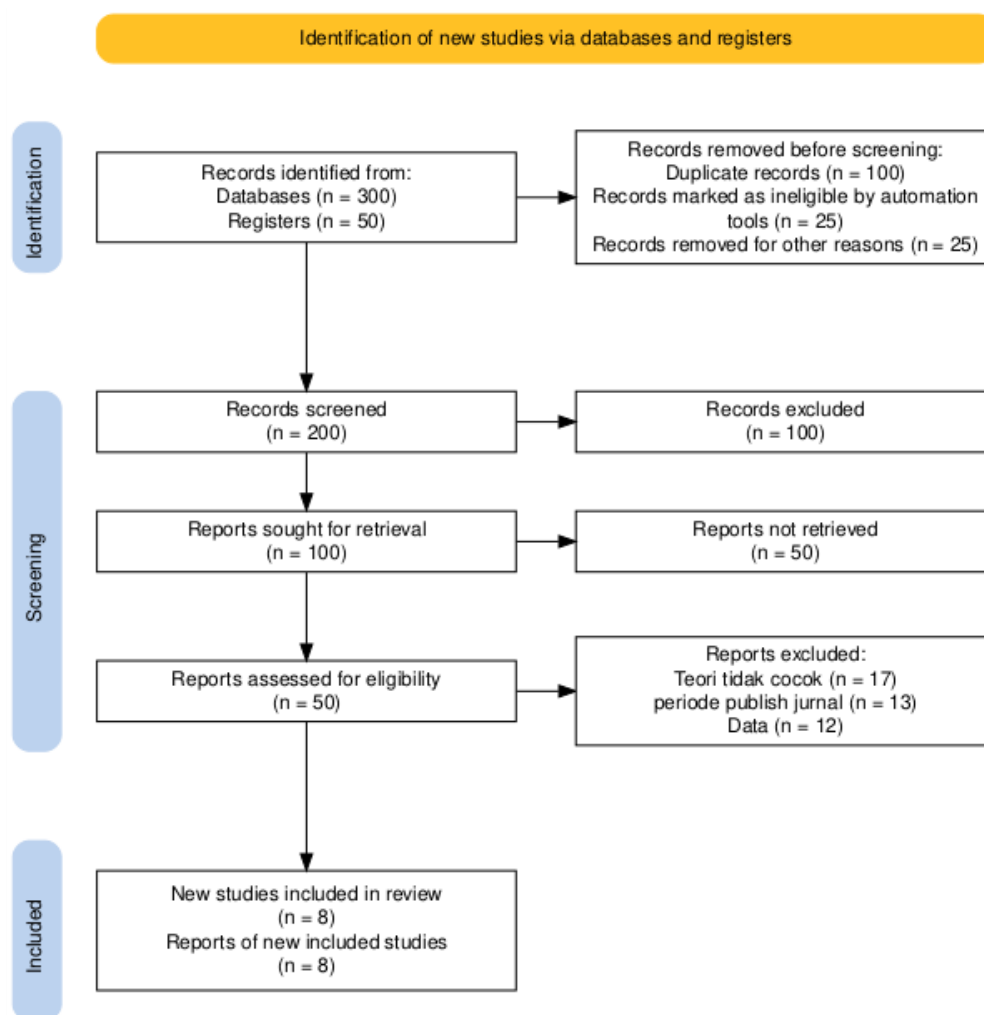 Identification of new studies via databases and registers
Identification
Records identified from:
Databases (n = 300)
Registers (n = 50)
Records removed before screening:
Duplicate records (n = 100)
Records marked as ineligible by automation
tools (n = 25)
Records removed for other reasons (n = 25)
Screening
Records screened
(n = 200)
Records excluded
(n = 100)
Reports sought for retrieval
(n = 100)
Reports not retrieved
(n = 50)
Reports assessed for eligibility
(n = 50)
Reports excluded:
Teori tidak cocok (n = 17)
periode publish jurnal (n = 13)
Data (n = 12)
Included
New studies included in review
(n = 8)
Reports of new included studies
(n = 8)